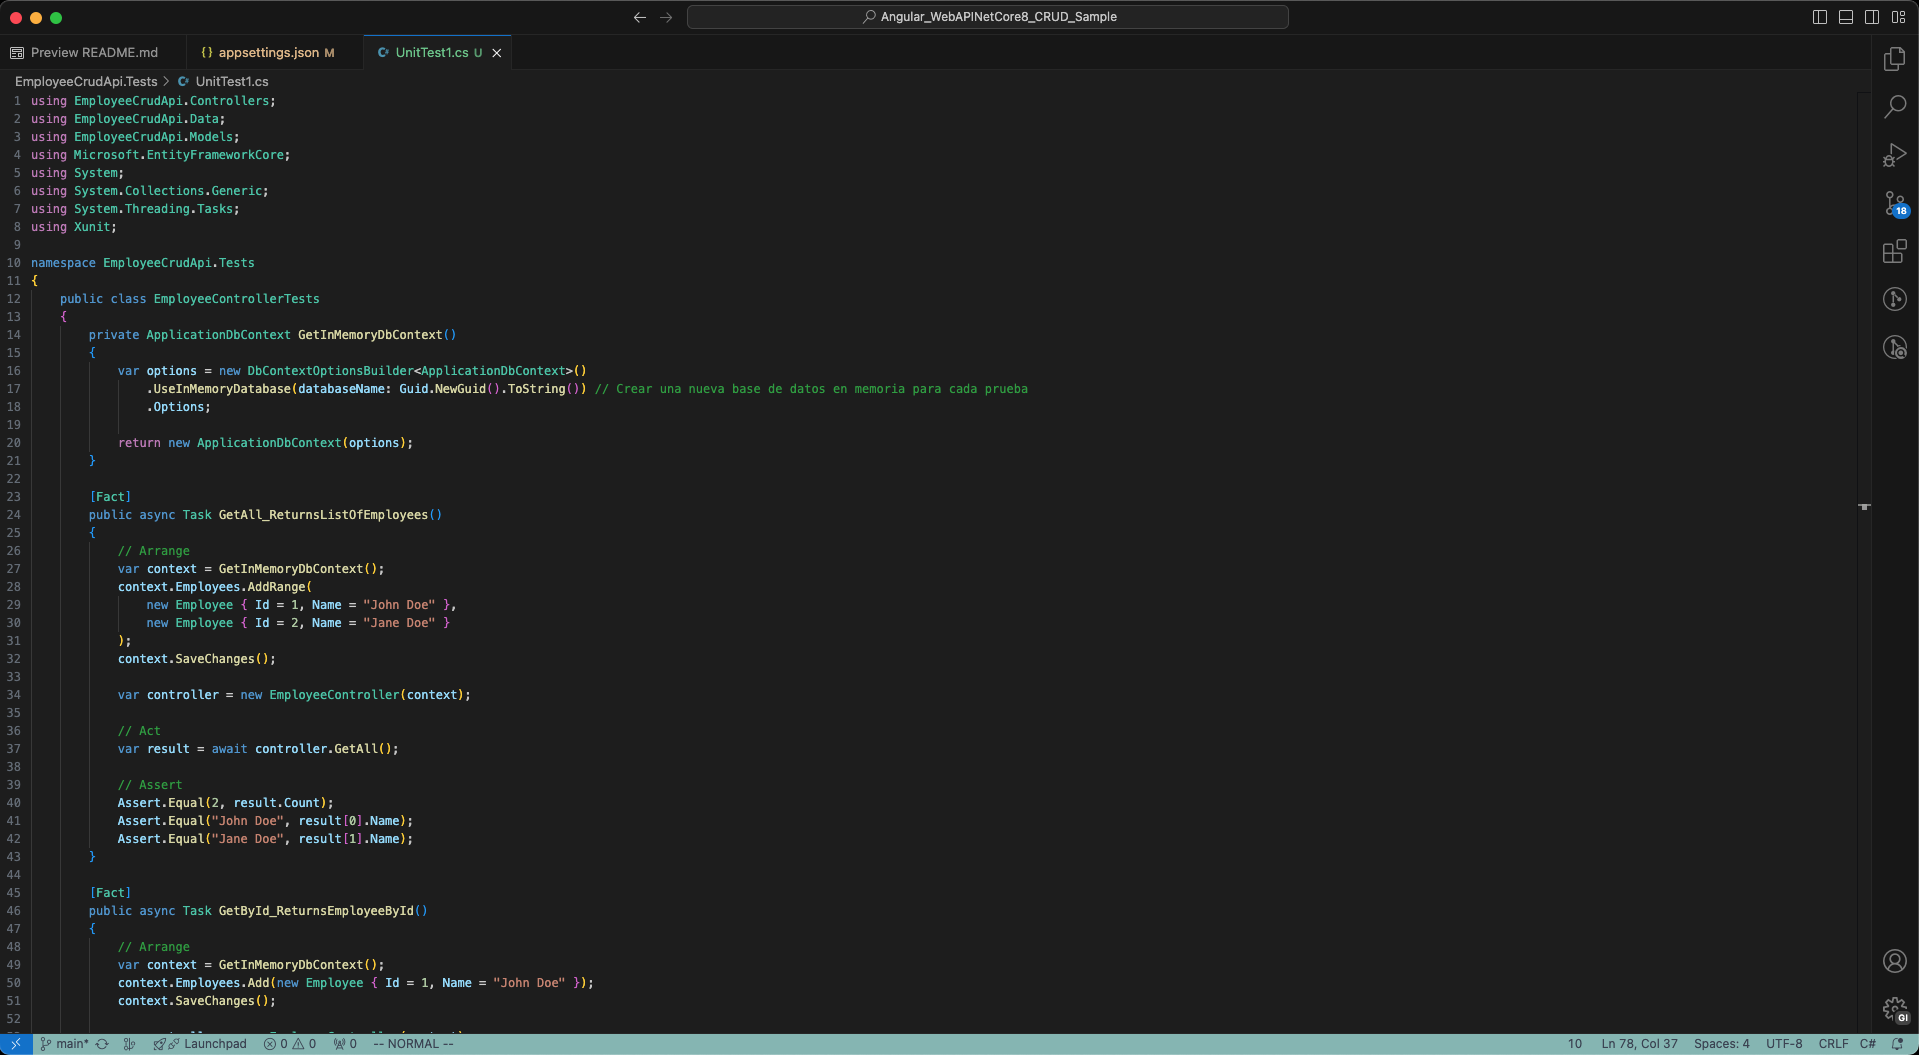 Angular_WebAPINetCore8_CRUD_Sample
Preview README.md
{} appsettings.json M
UnitTest1.cs U
EmployeeCrudApi.Tests > UnitTest1.cs
1 using EmployeeCrudApi.Controllers;
2 using EmployeeCrudApi.Data;
3 using EmployeeCrudApi.Models;
4 using Microsoft.EntityFrameworkCore;
5 using System;
6 using System.Collections.Generic;
7 using System.Threading.Tasks;
8 using Xunit;
9
10 namespace EmployeeCrudApi.Tests
11 {
12 public class EmployeeControllerTests
13 {
14 private ApplicationDbContext GetInMemoryDbContext()
15 {
16 var options = new DbContextOptionsBuilder<ApplicationDbContext>()
17 .UseInMemoryDatabase(databaseName: Guid.NewGuid().ToString()) // Crear una nueva base de datos en memoria para cada prueba
18 .Options;
19
20 return new ApplicationDbContext(options);
21 }
22
23 [Fact]
24 public async Task GetAll_ReturnsListOfEmployees()
25 {
26 // Arrange
27 var context = GetInMemoryDbContext();
28 context.Employees.AddRange(
29 new Employee { Id = 1, Name = "John Doe" },
30 new Employee { Id = 2, Name = "Jane Doe" }
31 );
32 context.SaveChanges();
33
34 var controller = new EmployeeController(context);
35
36 // Act
37 var result = await controller.GetAll();
38
39 // Assert
40 Assert.Equal(2, result.Count);
41 Assert.Equal("John Doe", result[0].Name);
42 Assert.Equal("Jane Doe", result[1].Name);
43 }
44
45 [Fact]
46 public async Task GetById_ReturnsEmployeeById()
47 {
48 // Arrange
49 var context = GetInMemoryDbContext();
50 context.Employees.Add(new Employee { Id = 1, Name = "John Doe" });
51 context.SaveChanges();
52
18
GI
main* Launchpad 0 0 0 -- NORMAL -- 10 Ln 78, Col 37 Spaces: 4 UTF-8 CRLF C#